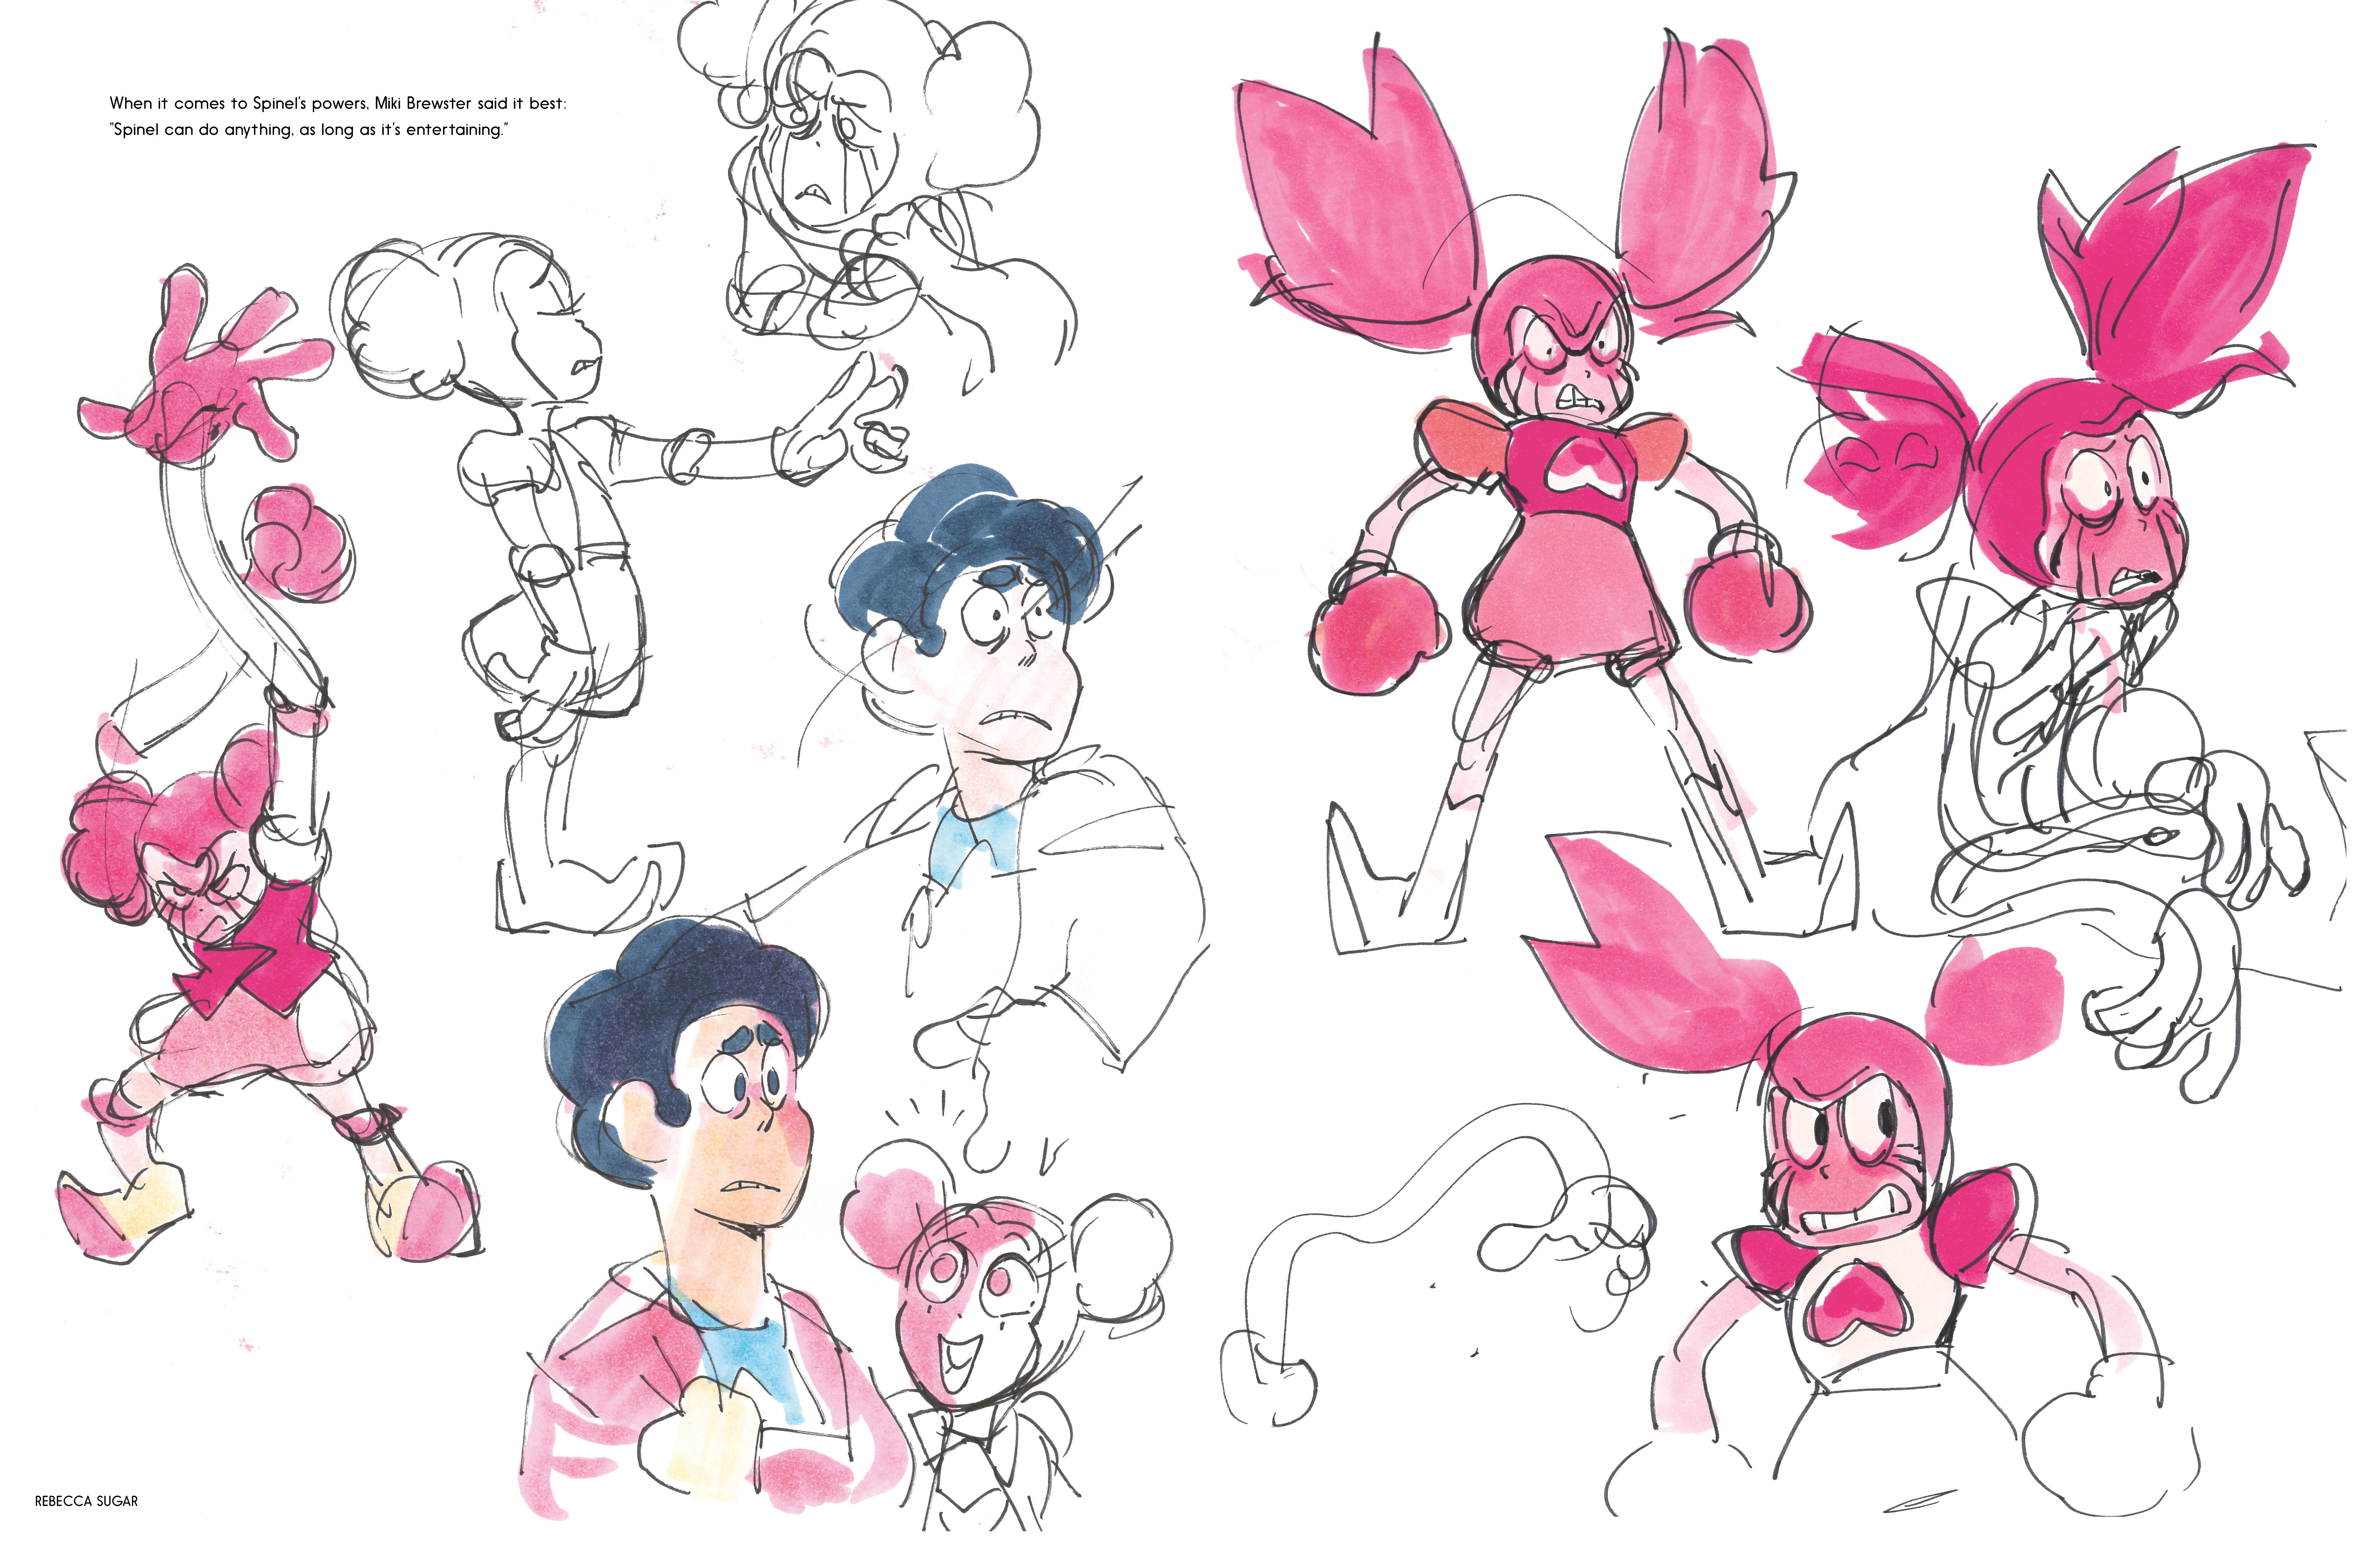 When it comes to Spinel's powers, Miki Brewster said it best:
"Spinel can do anything, as long as it's entertaining."
REBECCA SUGAR